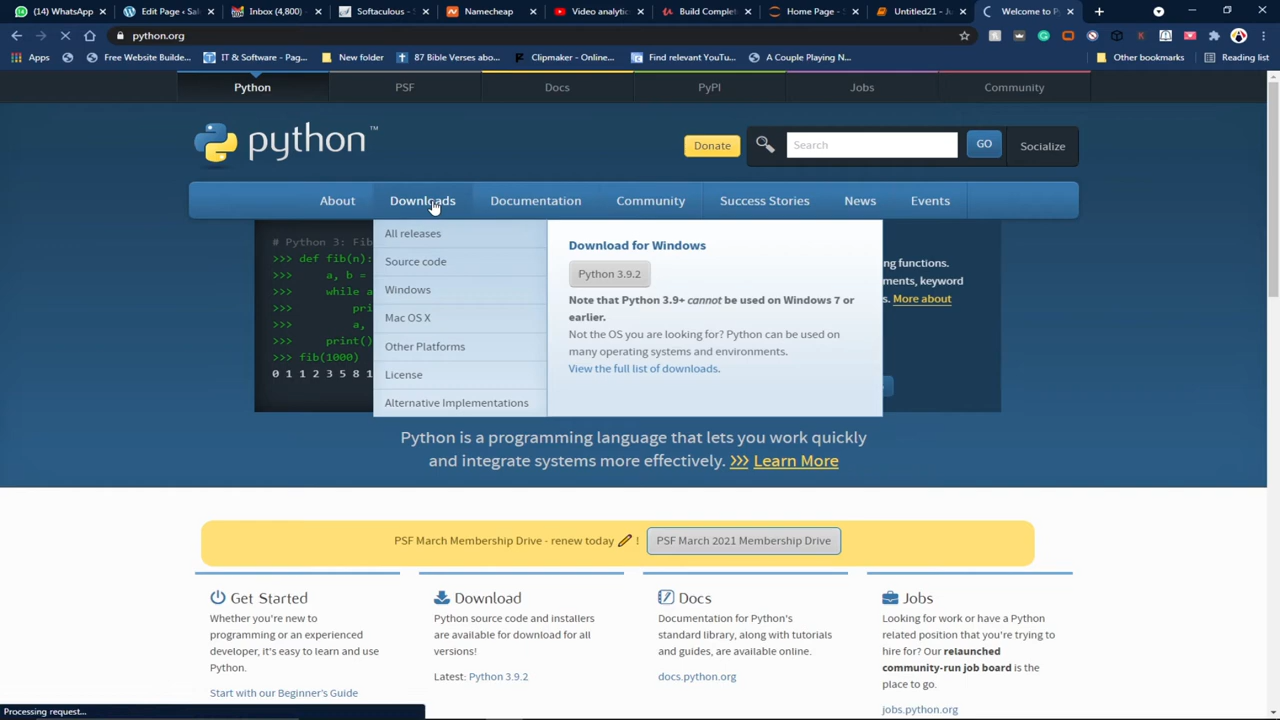 (14) WhatsApp
Edit Page ‹ Sal
Inbox (4,800)
Softaculous -
Namecheap
Video analytic
Build Complet
Home Page - S
Untitled21 - Ju
Welcome to Py
python.org
Apps
Free Website Builde...
IT & Software - Pag...
New folder
87 Bible Verses abo...
Clipmaker - Online...
Find relevant YouTu...
A Couple Playing N...
Other bookmarks
Reading list
Python
PSF
Docs
PyPI
Jobs
Community
python™
Donate
Search
GO
Socialize
About
Downloads
Documentation
Community
Success Stories
News
Events
# Python 3: Fib
>>> def fib(n):
>>> a, b =
>>> while a
>>> pri
>>> a,
>>> print()
>>> fib(1000)
0 1 1 2 3 5 8 1
All releases
Source code
Windows
Mac OS X
Other Platforms
License
Alternative Implementations
Download for Windows
Python 3.9.2
Note that Python 3.9+ cannot be used on Windows 7 or
earlier.
Not the OS you are looking for? Python can be used on
many operating systems and environments.
View the full list of downloads.
ng functions.
ments, keyword
s. More about
Python is a programming language that lets you work quickly
and integrate systems more effectively. >>> Learn More
PSF March Membership Drive - renew today ! PSF March 2021 Membership Drive
Get Started
Whether you're new to
programming or an experienced
developer, it's easy to learn and use
Python.
Start with our Beginner's Guide
Download
Python source code and installers
are available for download for all
versions!
Latest: Python 3.9.2
Docs
Documentation for Python's
standard library, along with tutorials
and guides, are available online.
docs.python.org
Jobs
Looking for work or have a Python
related position that you're trying to
hire for? Our relaunched
community-run job board is the
place to go.
jobs.python.org
Processing request...